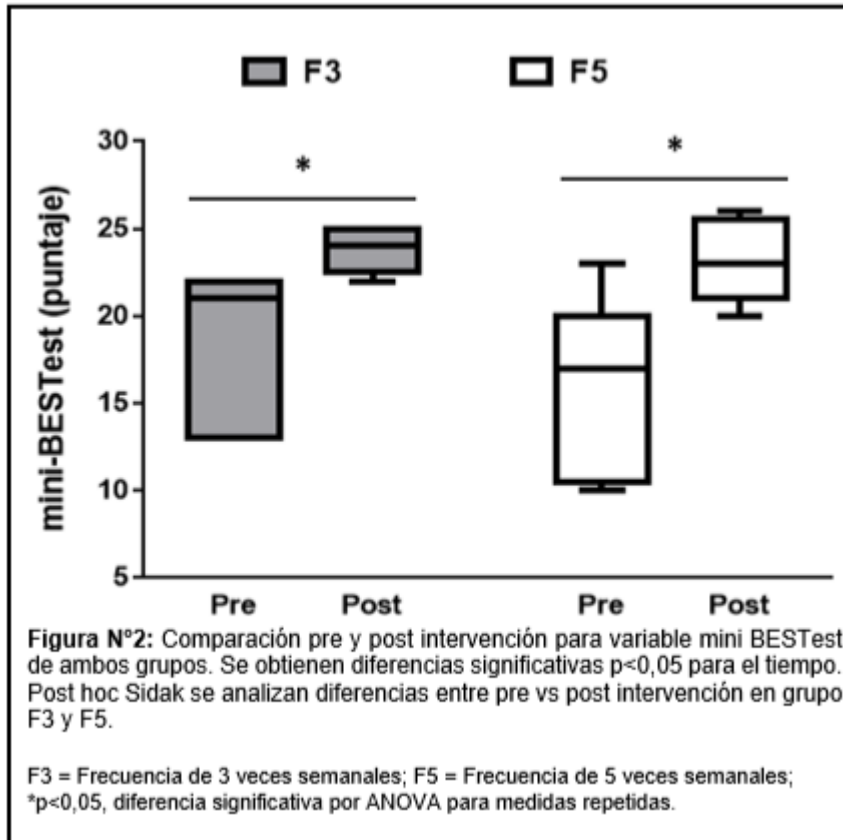 F3 F5
*
*
30
25
20
15
10
5
mini-BESTest (puntaje)
Pre Post Pre Post
Figura N°2: Comparación pre y post intervención para variable mini BESTest
de ambos grupos. Se obtienen diferencias significativas p<0,05 para el tiempo.
Post hoc Sidak se analizan diferencias entre pre vs post intervención en grupo
F3 y F5.
F3 = Frecuencia de 3 veces semanales; F5 = Frecuencia de 5 veces semanales;
*p<0,05, diferencia significativa por ANOVA para medidas repetidas.